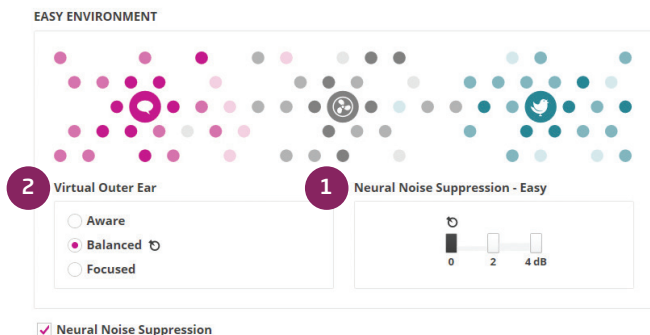 EASY ENVIRONMENT
2 Virtual Outer Ear
1 Neural Noise Suppression - Easy
Aware
Balanced
Focused
0 2 4 dB
Neural Noise Suppression